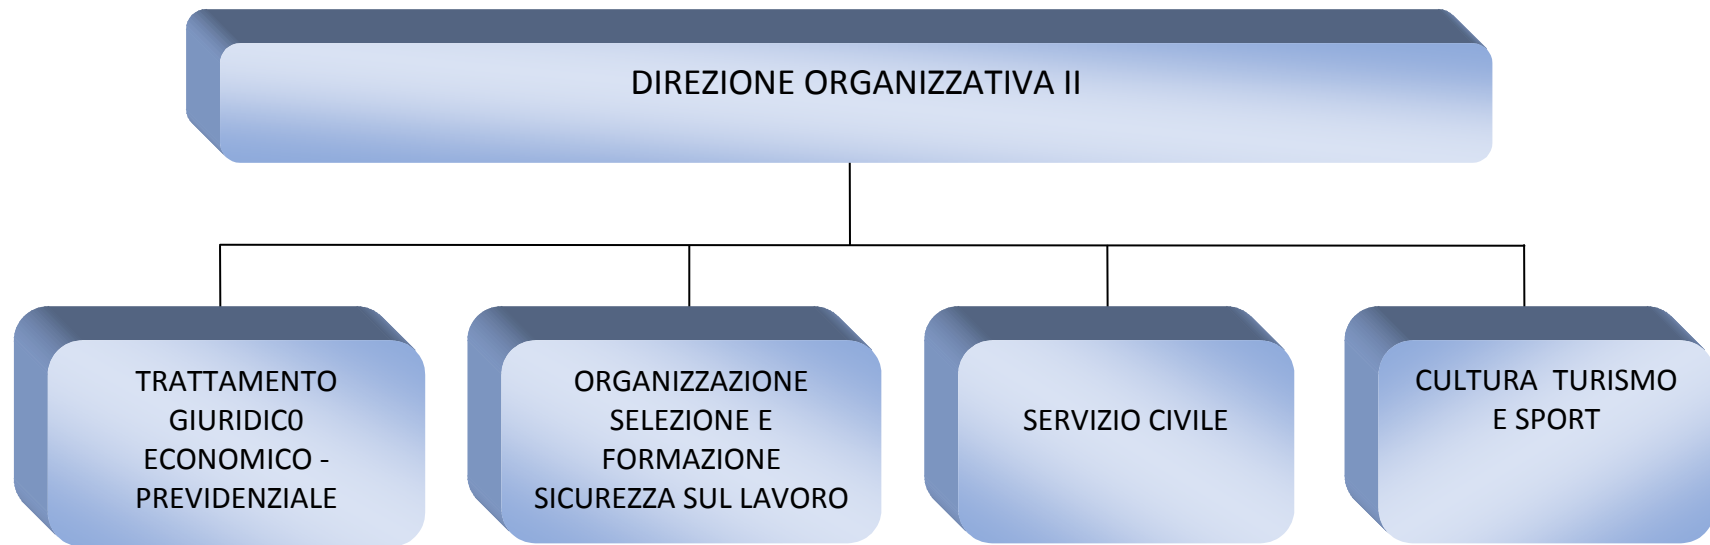 DIREZIONE ORGANIZZATIVA II
TRATTAMENTO
GIURIDIC0
ECONOMICO -
PREVIDENZIALE
ORGANIZZAZIONE
SELEZIONE E
FORMAZIONE
SICUREZZA SUL LAVORO
SERVIZIO CIVILE
CULTURA  TURISMO
E SPORT